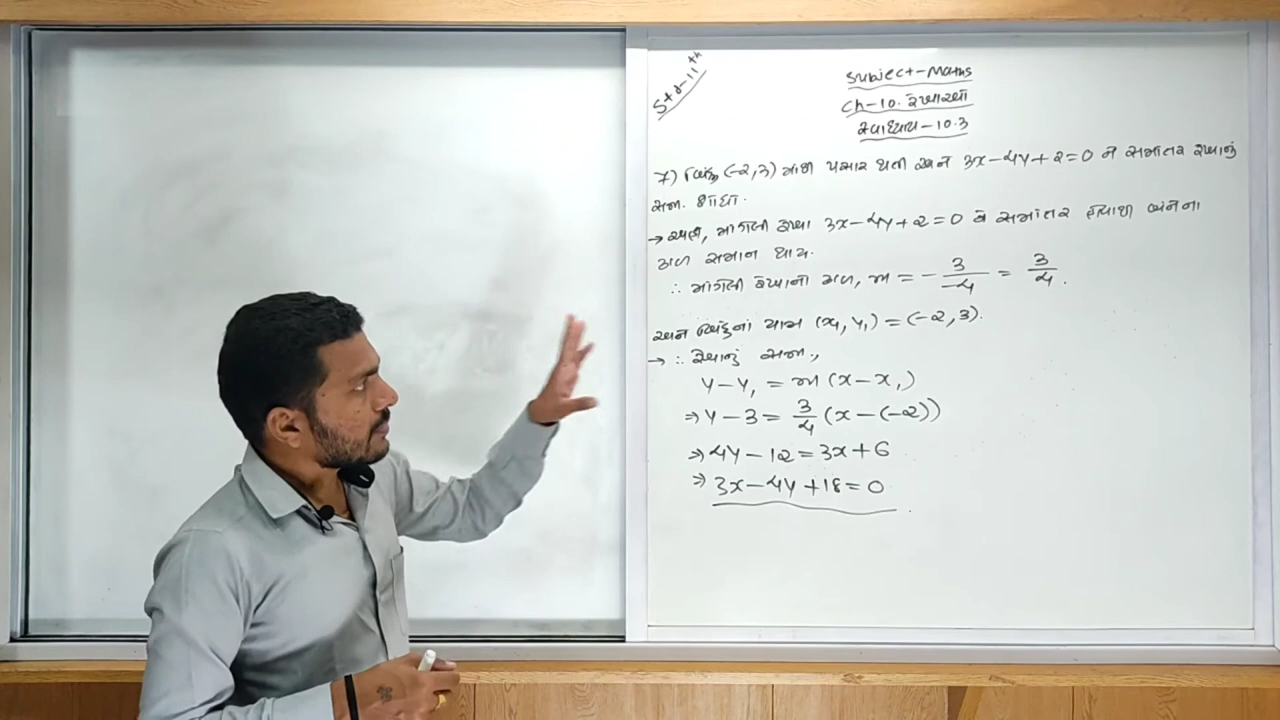 Std-11th
Subject-Maths
Ch-10. રેખાઓ
સ્વાધ્યાય-10.3
7) બિંદુ (-2,3) માંથી પસાર થતી અને 3x-4y+2=0 ને સમાંતર રેખાનું
સમી. શોધો.
→ અહીં, માંગેલી રેખા 3x-4y+2=0 ને સમાંતર હોવાથી બંનેના
ઢાળ સમાન થાય.
∴ માંગેલી રેખાનો ઢાળ, m = - 3/-4 = 3/4.
અને બિંદુનાં યામ (x₁, y₁) = (-2, 3).
→ ∴ રેખાનું સમી.,
y-y₁ = m(x-x₁)
⇒ y-3 = 3/4 (x-(-2))
⇒ 4y-12=3x+6
⇒ 3x-4y+18=0